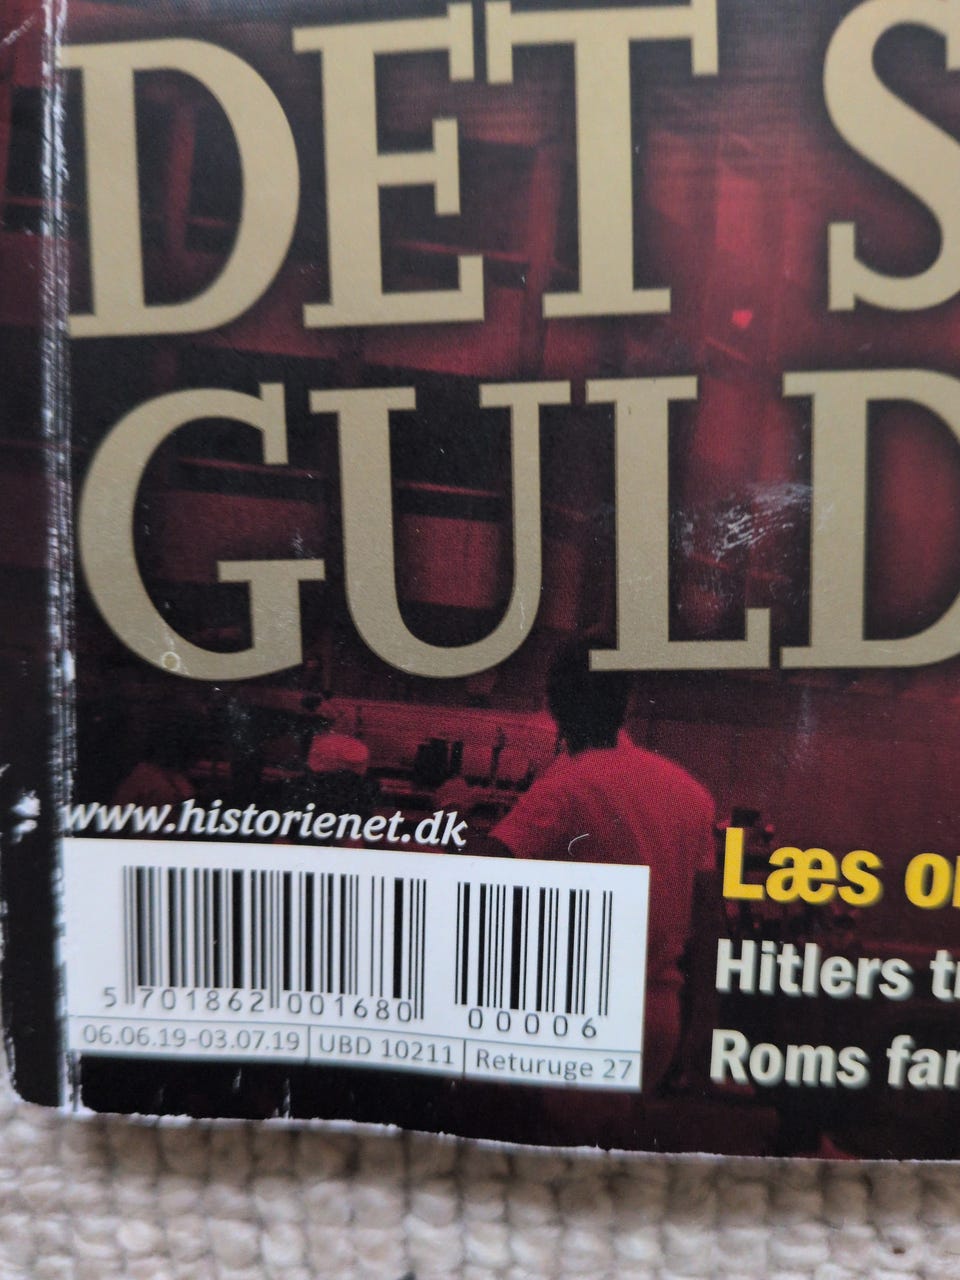 DET S
GULD
www.historienet.dk
Læs
Hitlers
Roms
5 701862 001680
00006
06.06.19-03.07.19 UBD 10211 Returuge 27